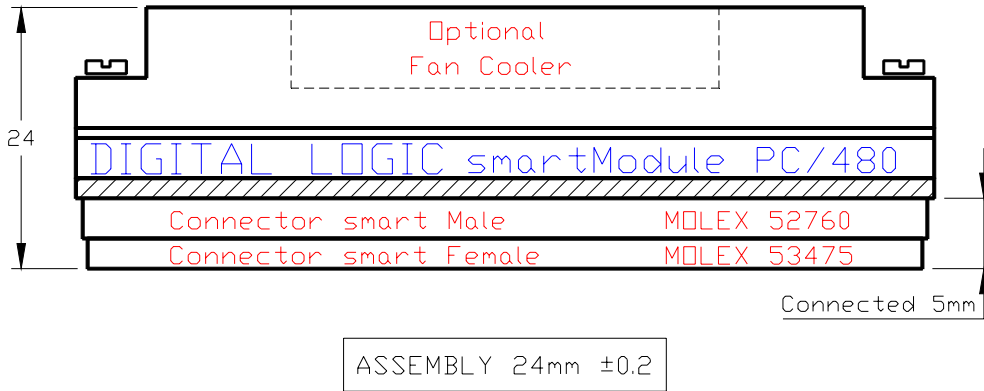 Optional
Fan Cooler
24
DIGITAL LOGIC smartModule PC/480
Connector smart Male MOLEX 52760
Connector smart Female MOLEX 53475
Connected 5mm
ASSEMBLY 24mm ±0.2